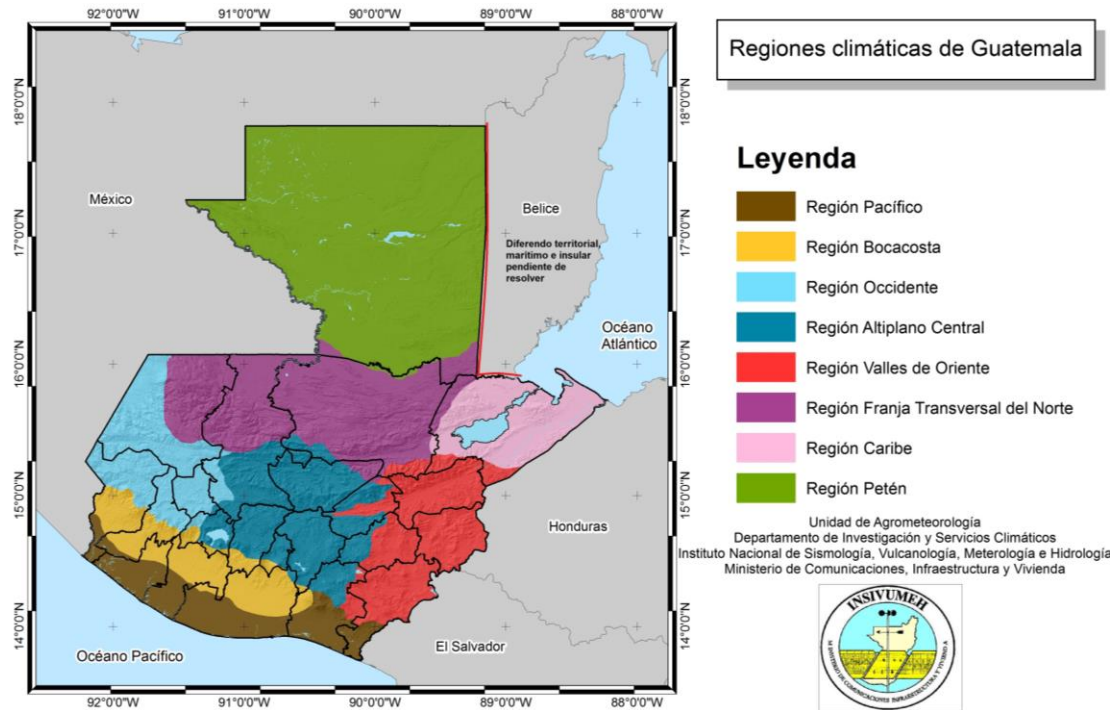 92°0'0"W
91°0'0"W
90°0'0"W
89°0'0"W
88°0'0"W
Regiones climáticas de Guatemala
18°0'0"N
18°0'0"N
17°0'0"N
17°0'0"N
16°0'0"N
16°0'0"N
15°0'0"N
15°0'0"N
14°0'0"N
14°0'0"N
México
Belice
Diferendo territorial,
marítimo e insular
pendiente de
resolver
Océano
Atlántico
Honduras
El Salvador
Océano Pacífico
92°0'0"W
91°0'0"W
90°0'0"W
89°0'0"W
88°0'0"W
Leyenda
Región Pacífico
Región Bocacosta
Región Occidente
Región Altiplano Central
Región Valles de Oriente
Región Franja Transversal del Norte
Región Caribe
Región Petén
Unidad de Agrometeorología
Departamento de Investigación y Servicios Climáticos
Instituto Nacional de Sismología, Vulcanología, Meterología e Hidrología
Ministerio de Comunicaciones, Infraestructura y Vivienda
INSIVUMEH
MINISTERIO DE COMUNICACIONES INFRAESTRUCTURA Y VIVIENDA